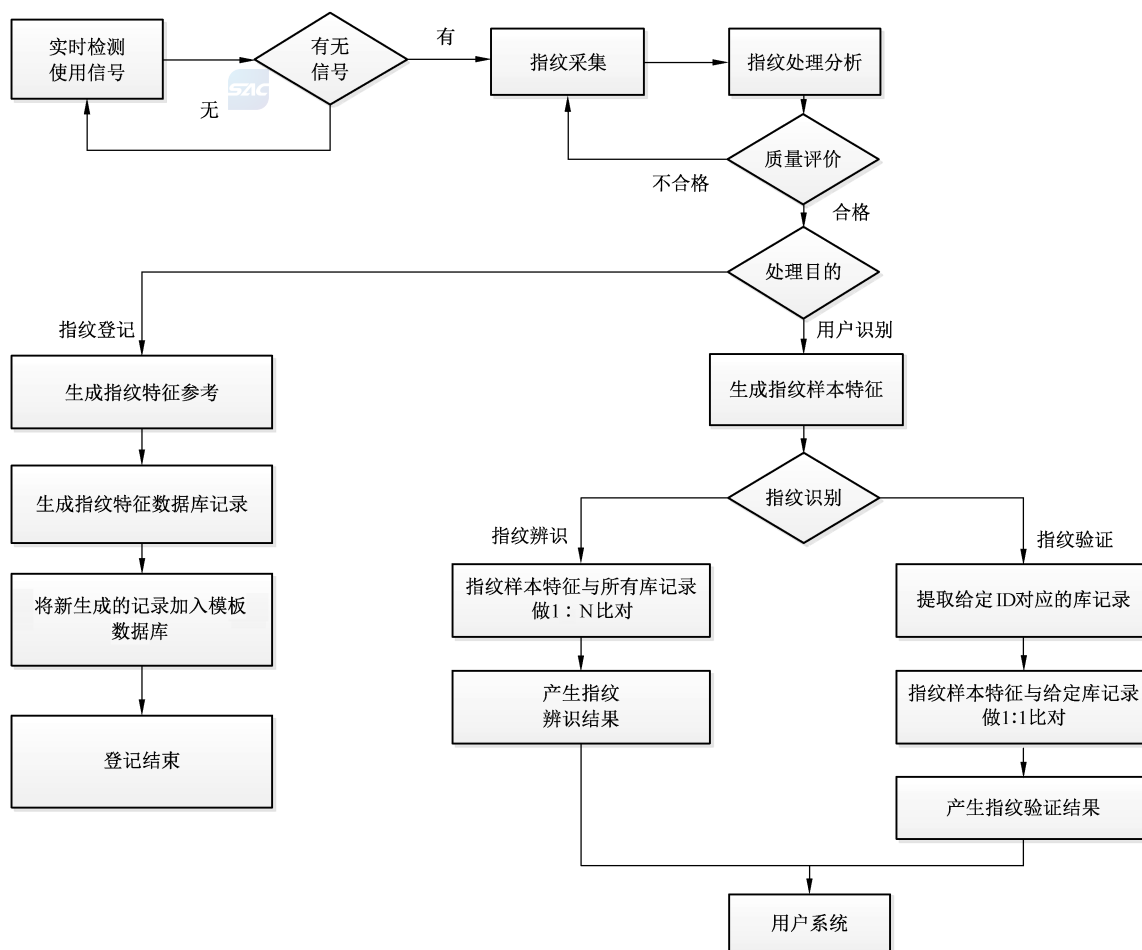 实时检测
使用信号
有无
信号
有
无
SAC
指纹采集
指纹处理分析
质量评价
不合格
合格
处理目的
指纹登记
用户识别
生成指纹特征参考
生成指纹样本特征
生成指纹特征数据库记录
指纹识别
指纹辨识
指纹验证
将新生成的记录加入模板
数据库
指纹样本特征与所有库记录
做1：N比对
提取给定ID对应的库记录
产生指纹
辨识结果
指纹样本特征与给定库记录
做1:1比对
登记结束
产生指纹验证结果
用户系统